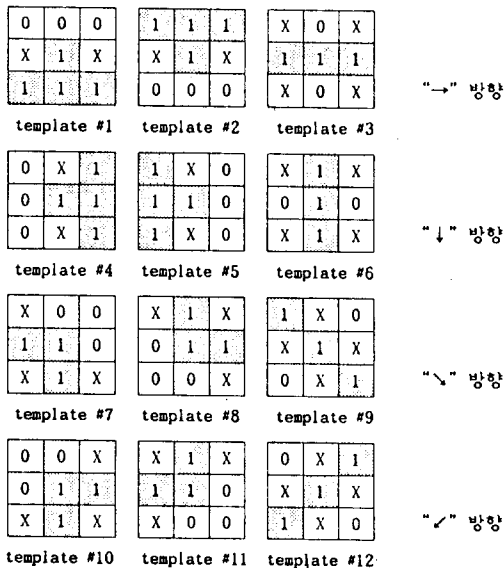 0 0 0 1 1 1 X 0 X
X 1 X X 1 X 1 1 1 "→" 방향
1 1 1 0 0 0 X 0 X
template #1 template #2 template #3
0 X 1 1 X 0 X 1 X
0 1 1 1 1 0 0 1 0 "↓" 방향
0 X 1 1 X 0 X 1 X
template #4 template #5 template #6
X 0 0 X 1 X 1 X 0
1 1 0 0 1 1 X 1 X "↘" 방향
X 1 X 0 0 X 0 X 1
template #7 template #8 template #9
0 0 X X 1 X 0 X 1
0 1 1 1 1 0 X 1 X "↙" 방향
X 1 X X 0 0 1 X 0
template #10 template #11 template #12